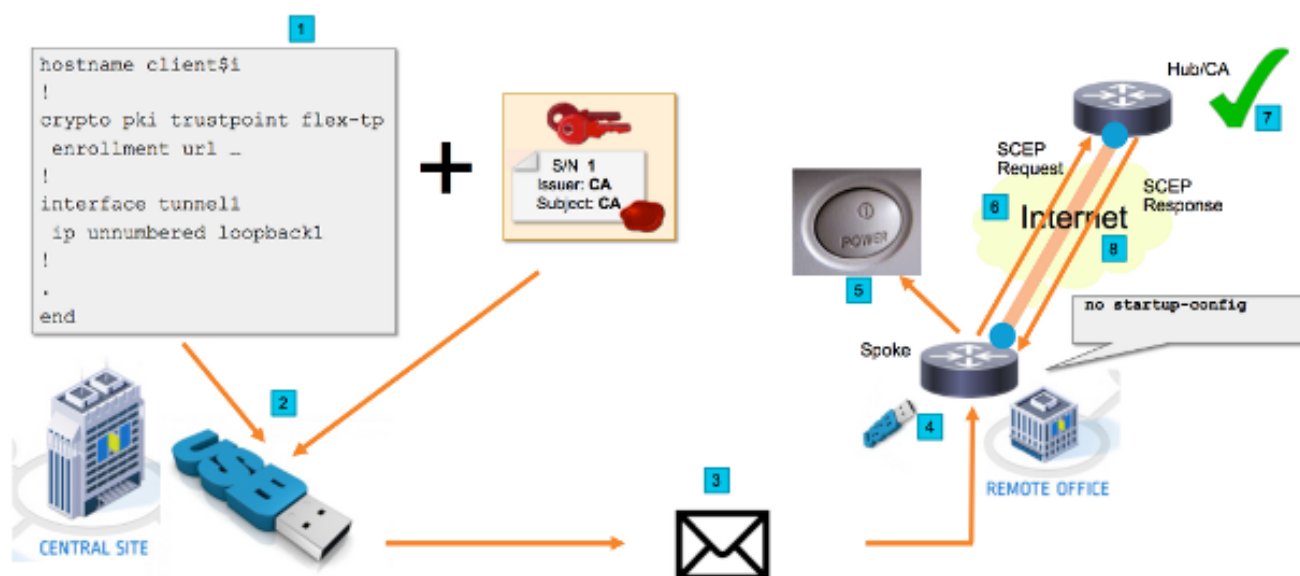 1
hostname client$i
!
crypto pki trustpoint flex-tp
enrollment url …
!
interface tunnel1
ip unnumbered loopback1
!
.
end
S/N 1
Issuer: CA
Subject: CA
2
USB
CENTRAL SITE
3
4
USB
5
POWER
Spoke
REMOTE OFFICE
no startup-config
6
SCEP
Request
Internet
SCEP
Response
8
Hub/CA
7